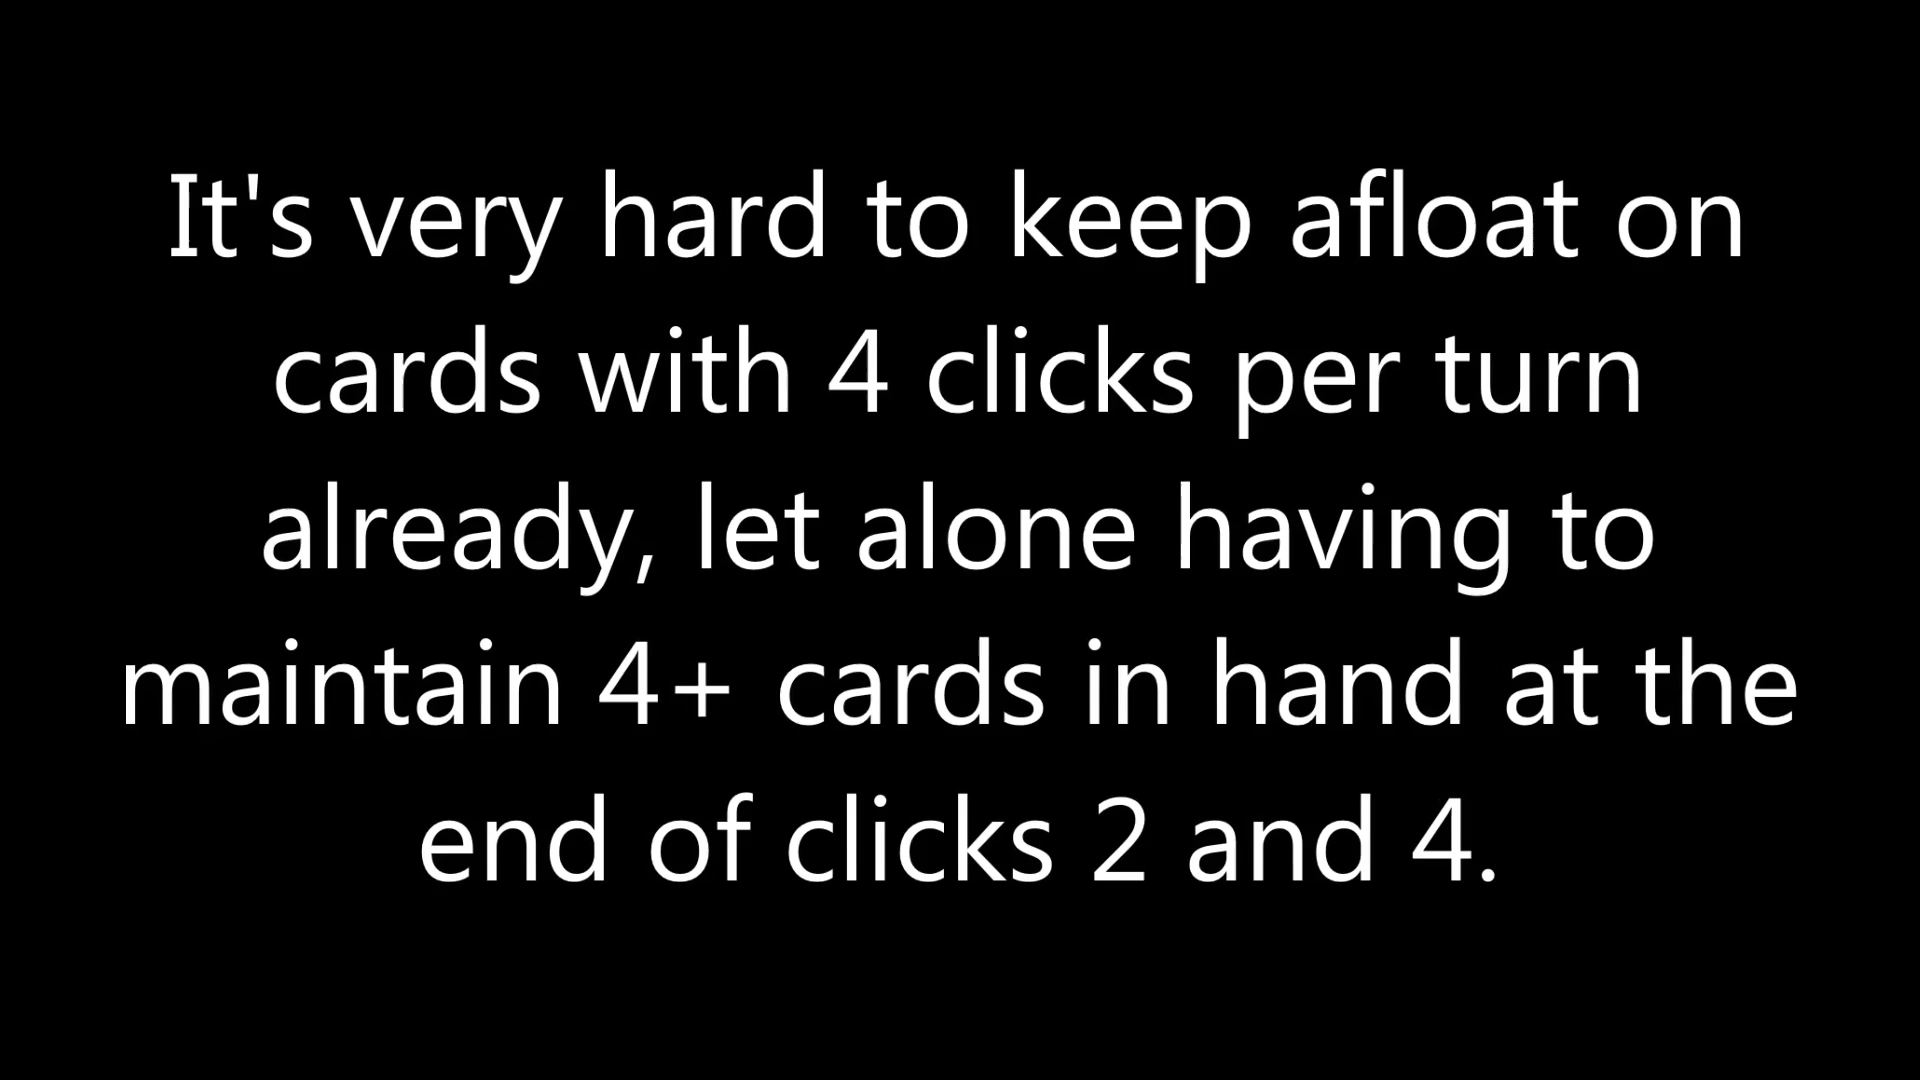 It's very hard to keep afloat on
cards with 4 clicks per turn
already, let alone having to
maintain 4+ cards in hand at the
end of clicks 2 and 4.